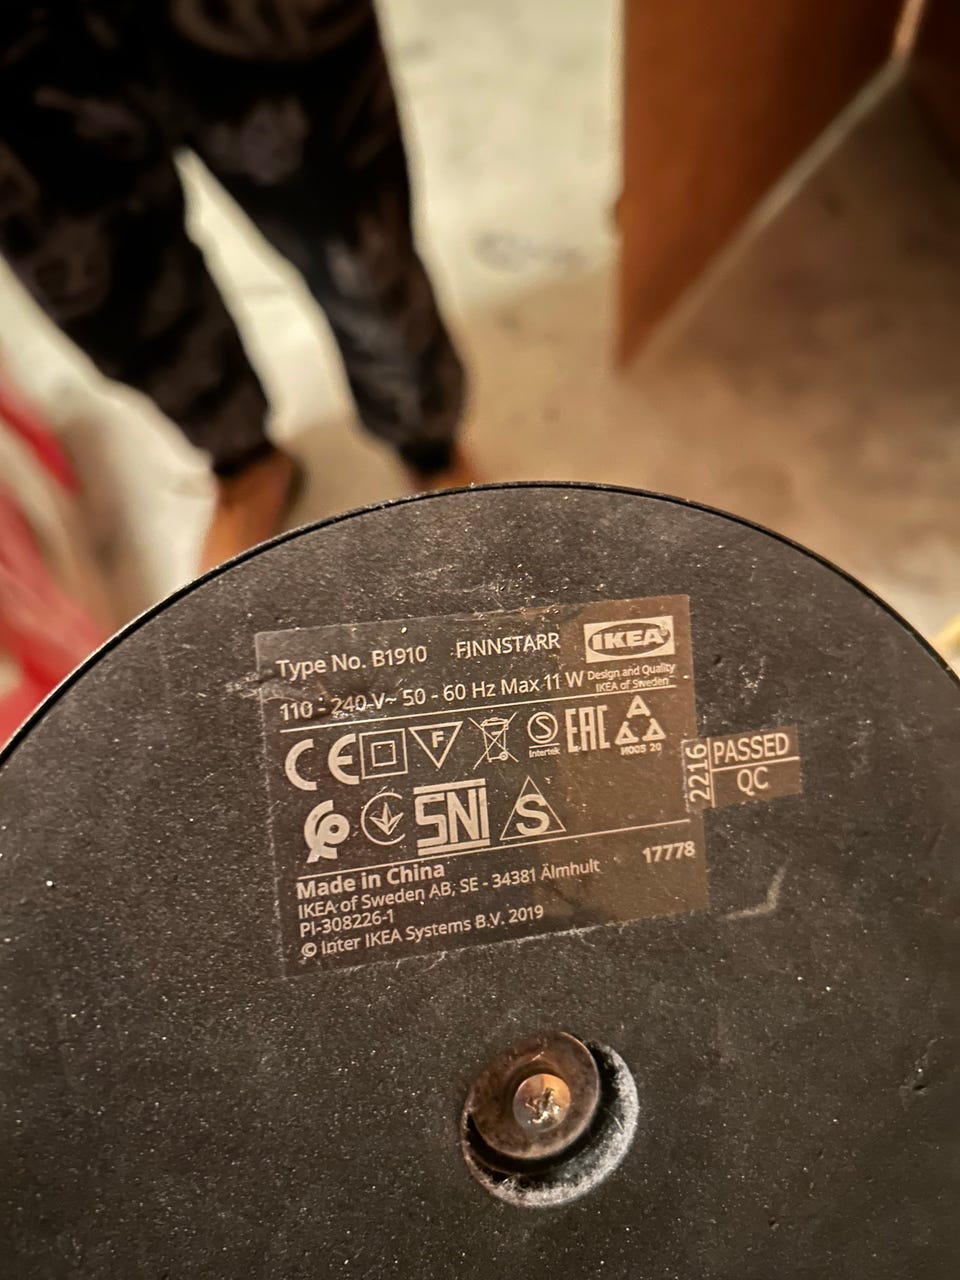 Type No. B1910 FINNSTARR IKEA
110 - 240 V~ 50 - 60 Hz Max 11 W
Design and Quality
IKEA of Sweden
CE F S Intertek EAC
SNI S
2216
PASSED
QC
Made in China
17778
IKEA of Sweden AB, SE - 34381 Älmhult
PI-308226-1
© Inter IKEA Systems B.V. 2019